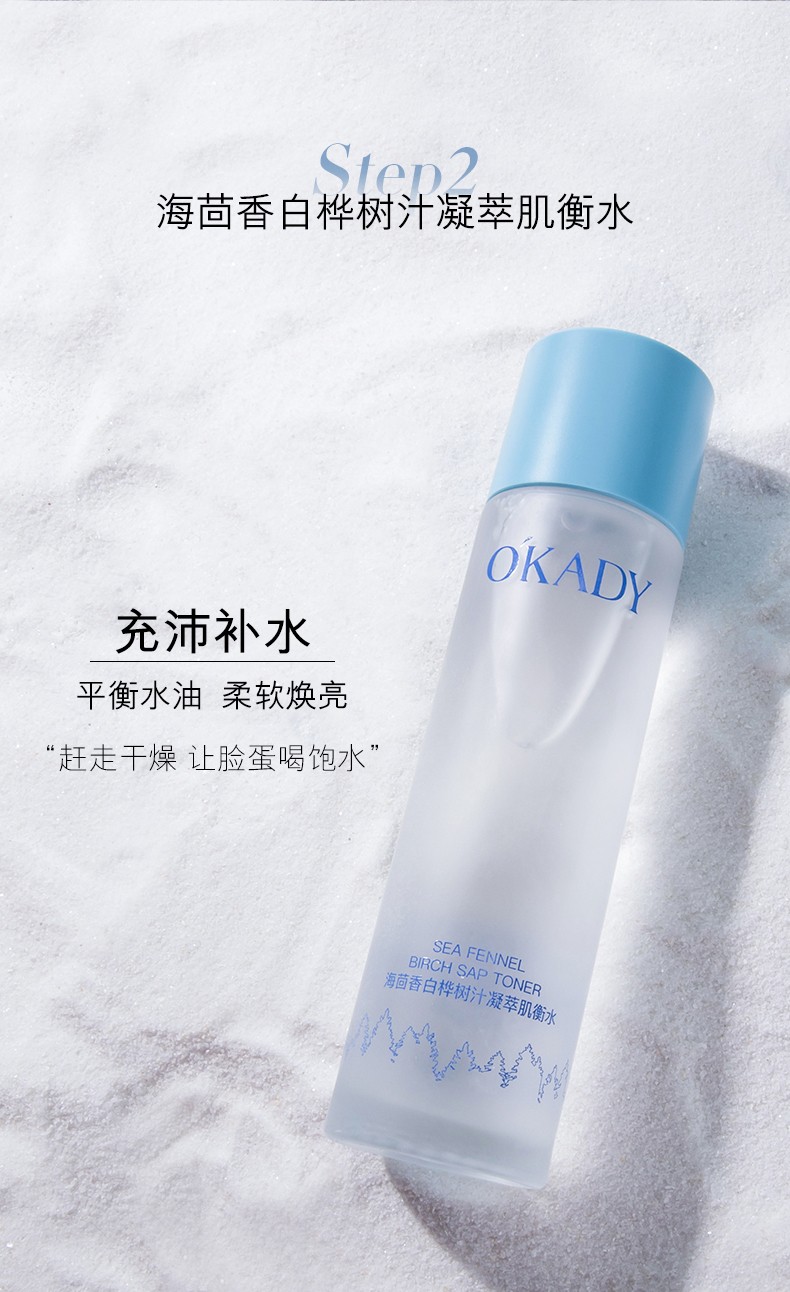 Step2
海茴香白桦树汁凝萃肌衡水
O'KADY
充沛补水
平衡水油 柔软焕亮
“赶走干燥 让脸蛋喝饱水”
SEA FENNEL
BIRCH SAP TONER
海茴香白桦树汁凝萃肌衡水